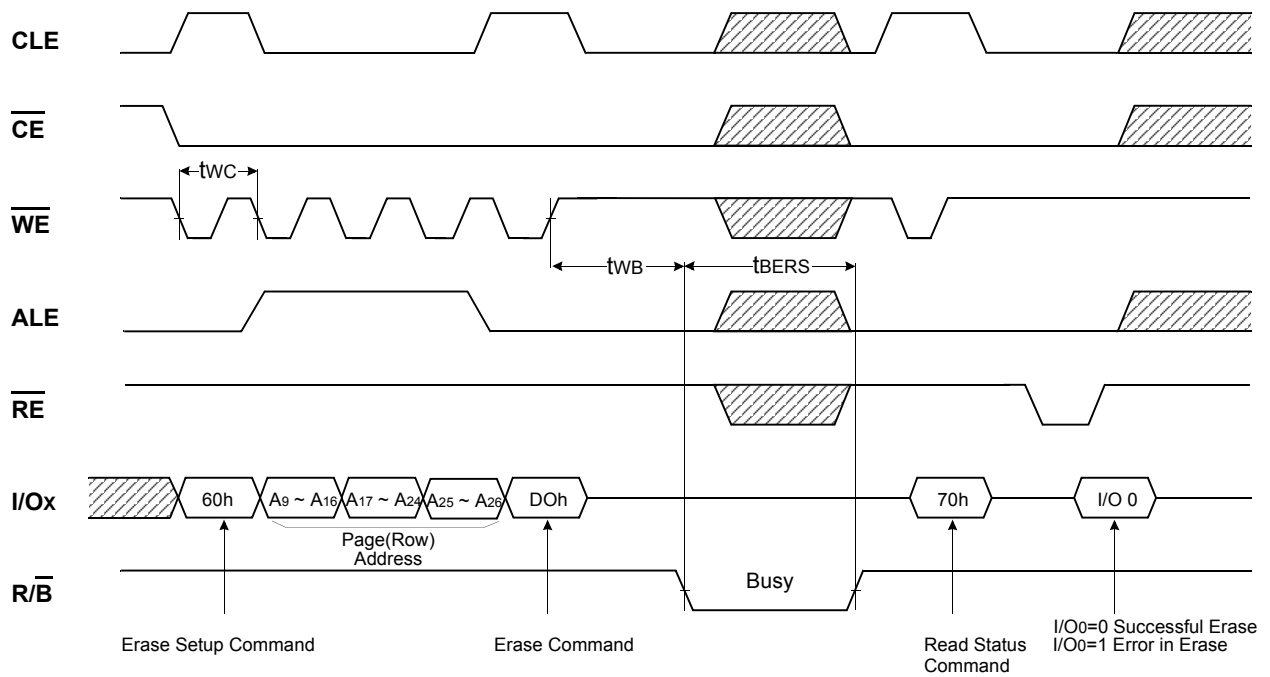 CLE
CE
tWC
WE
tWB
tBERS
ALE
RE
I/Ox
60h
A9 ~ A16
A17 ~ A24
A25 ~ A26
DOh
70h
I/O 0
Page(Row)
Address
R/B
Busy
Erase Setup Command
Erase Command
Read Status
Command
I/O0=0 Successful Erase
I/O0=1 Error in Erase